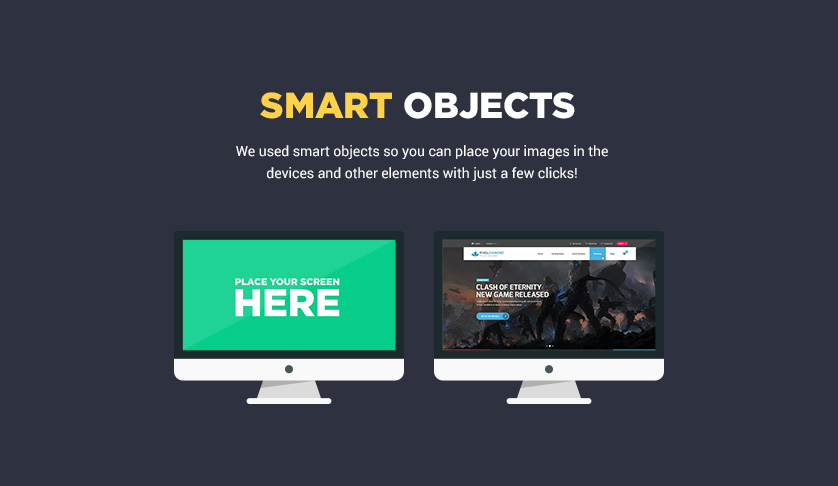 SMART OBJECTS
We used smart objects so you can place your images in the
devices and other elements with just a few clicks!
PLACE YOUR SCREEN
HERE
CLASH OF ETERNITY
NEW GAME RELEASED